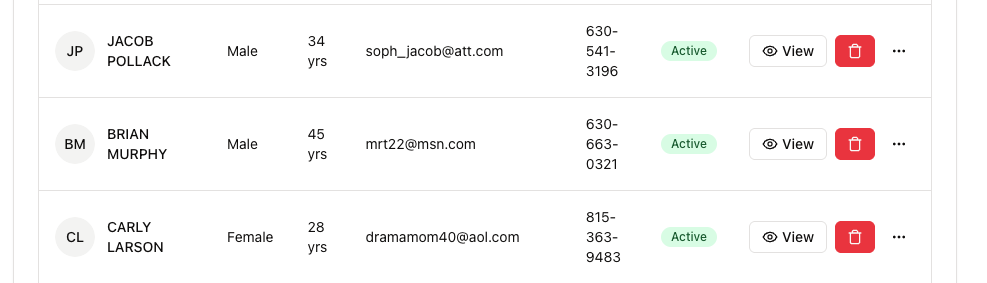 JP JACOB POLLACK Male 34 yrs soph_jacob@att.com 630-541-3196 Active View
BM BRIAN MURPHY Male 45 yrs mrt22@msn.com 630-663-0321 Active View
CL CARLY LARSON Female 28 yrs dramamom40@aol.com 815-363-9483 Active View